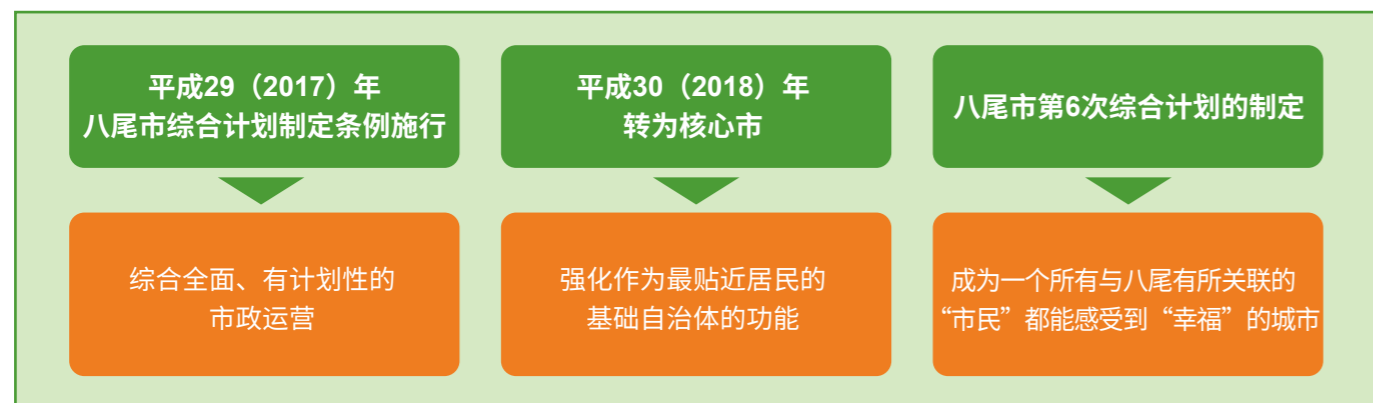 平成29（2017）年
八尾市综合计划制定条例施行
综合全面、有计划性的
市政运营
平成30（2018）年
转为核心市
强化作为最贴近居民的
基础自治体的功能
八尾市第6次综合计划的制定
成为一个所有与八尾有所关联的
“市民”都能感受到“幸福”的城市